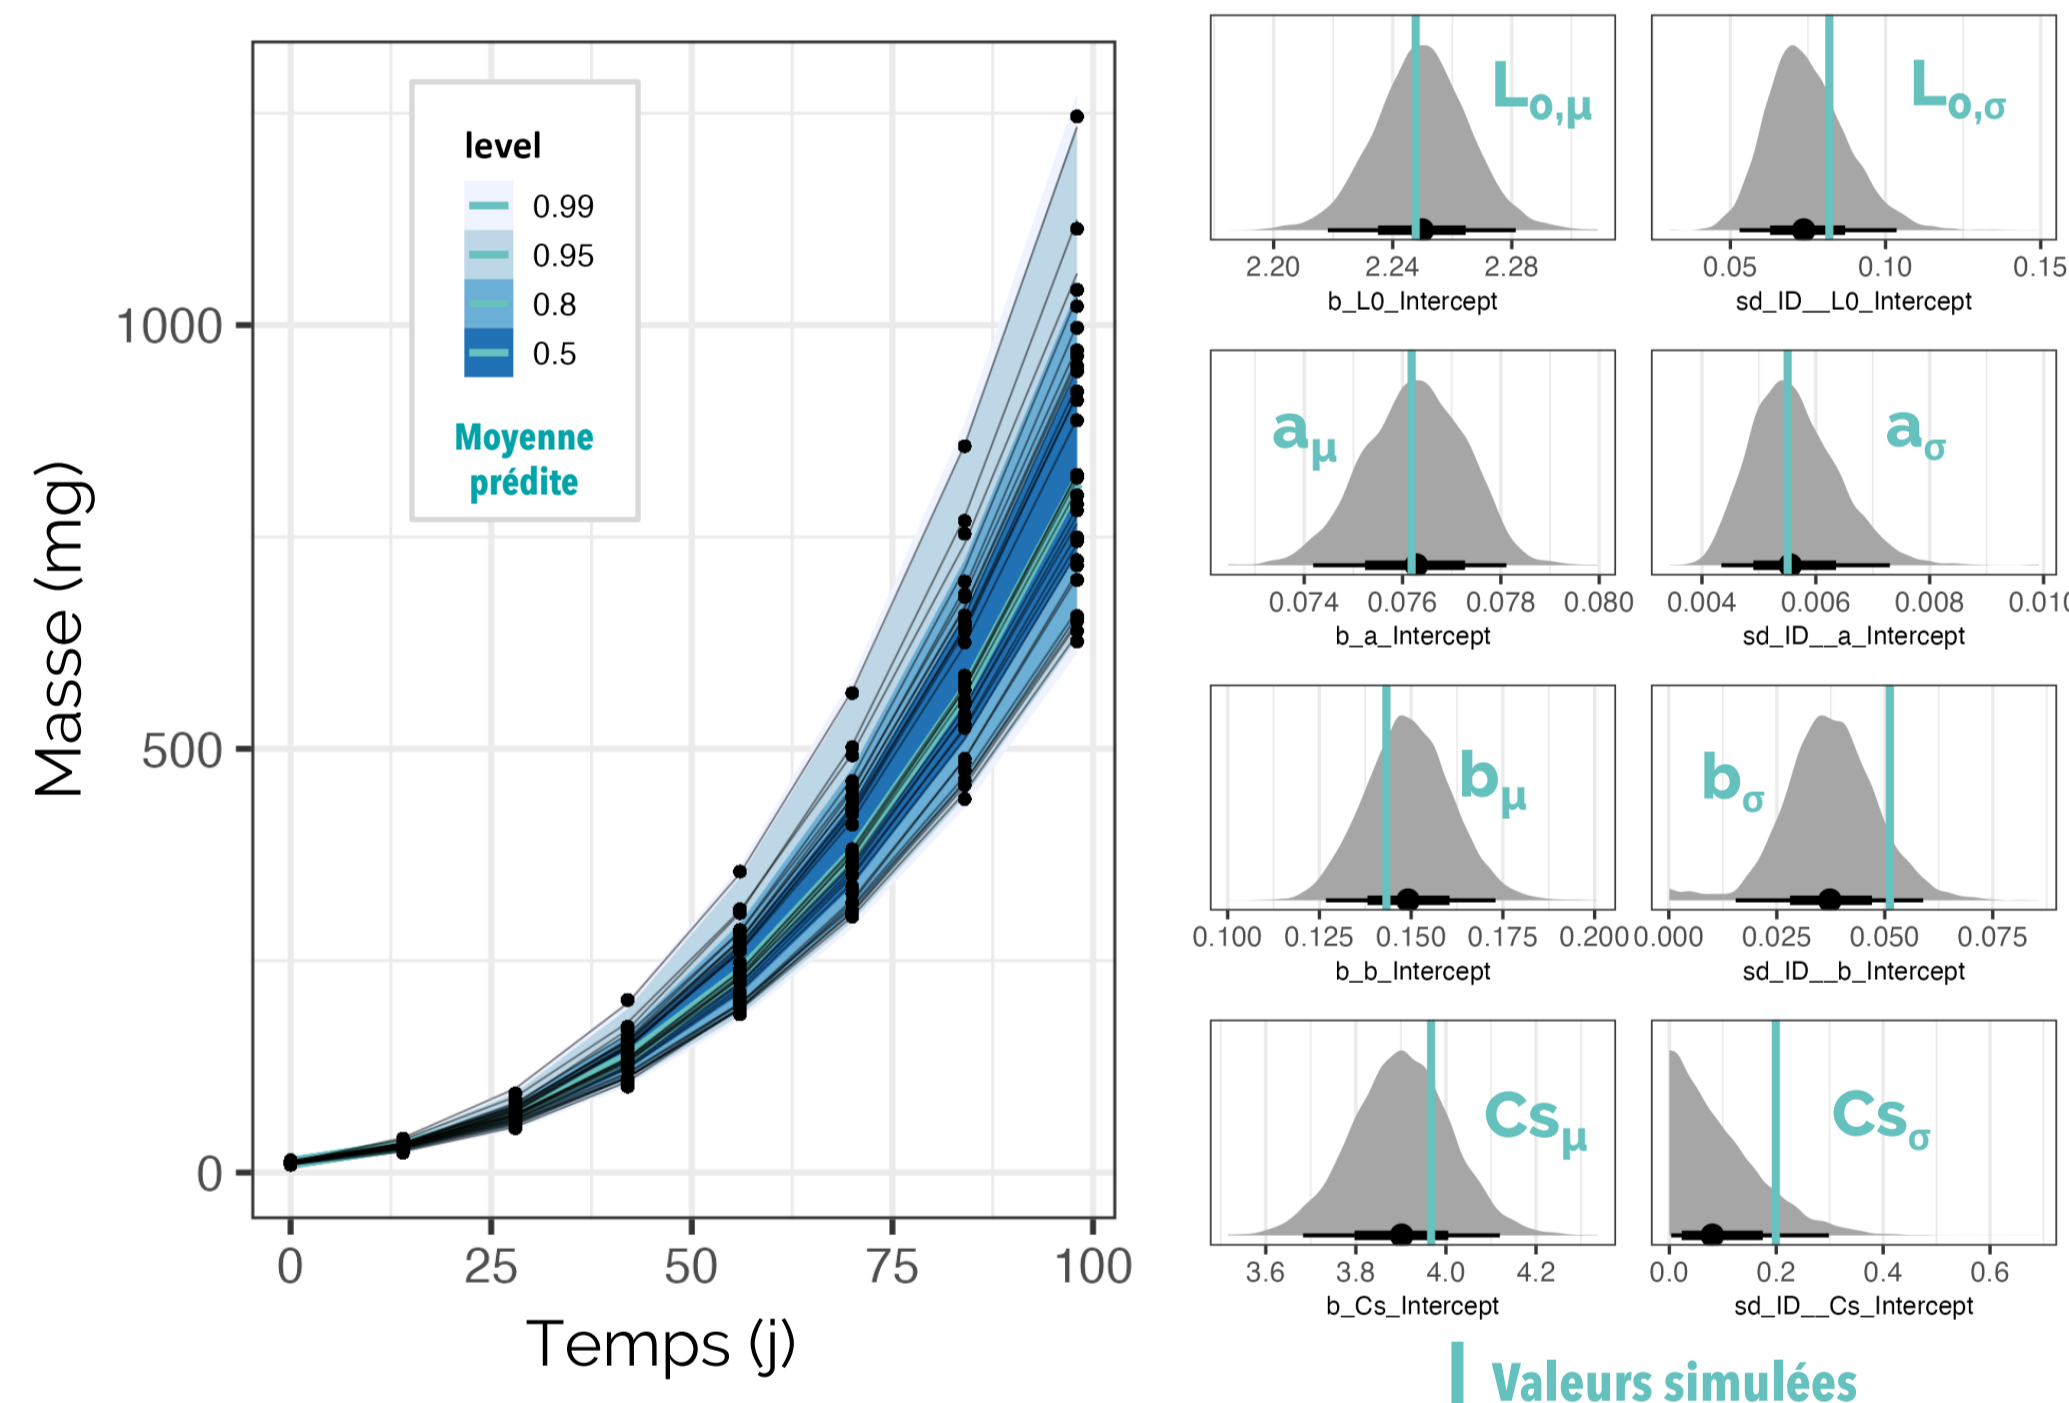 level
0.99
0.95
0.8
0.5
Moyenne
prédite
1000
500
0
Masse (mg)
0 25 50 75 100
Temps (j)
L0,μ
2.20 2.24 2.28
b_L0_Intercept
L0,σ
0.05 0.10 0.15
sd_ID__L0_Intercept
aμ
0.074 0.076 0.078 0.080
b_a_Intercept
aσ
0.004 0.006 0.008 0.010
sd_ID__a_Intercept
bμ
0.100 0.125 0.150 0.175 0.200
b_b_Intercept
bσ
0.000 0.025 0.050 0.075
sd_ID__b_Intercept
Csμ
3.6 3.8 4.0 4.2
b_Cs_Intercept
Csσ
0.0 0.2 0.4 0.6
sd_ID__Cs_Intercept
Valeurs simulées